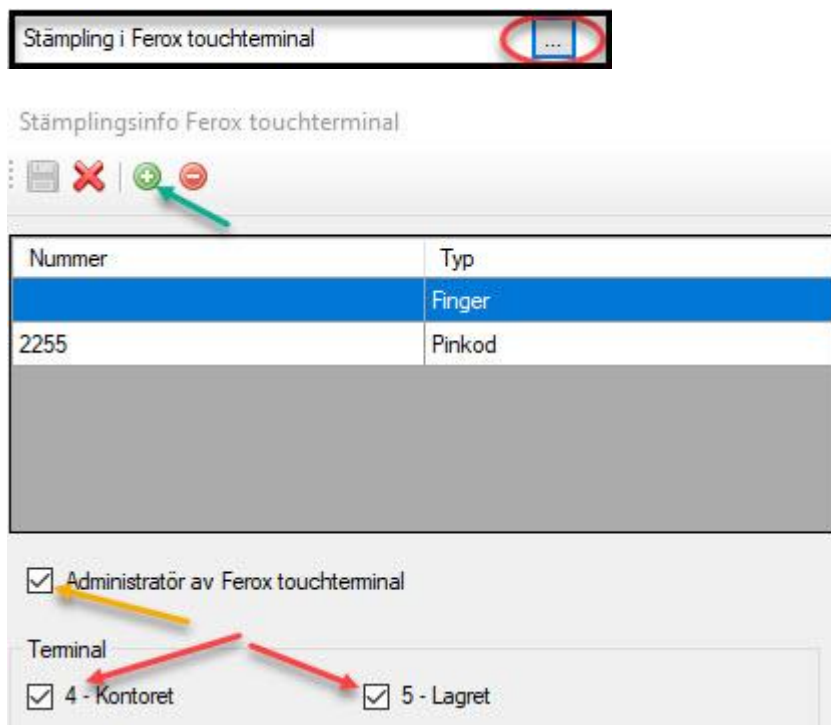 Stämpling i Ferox touchterminal ...
Stämplingsinfo Ferox touchterminal
Nummer Typ
Finger
2255 Pinkod
Administratör av Ferox touchterminal
Terminal
4 - Kontoret 5 - Lagret